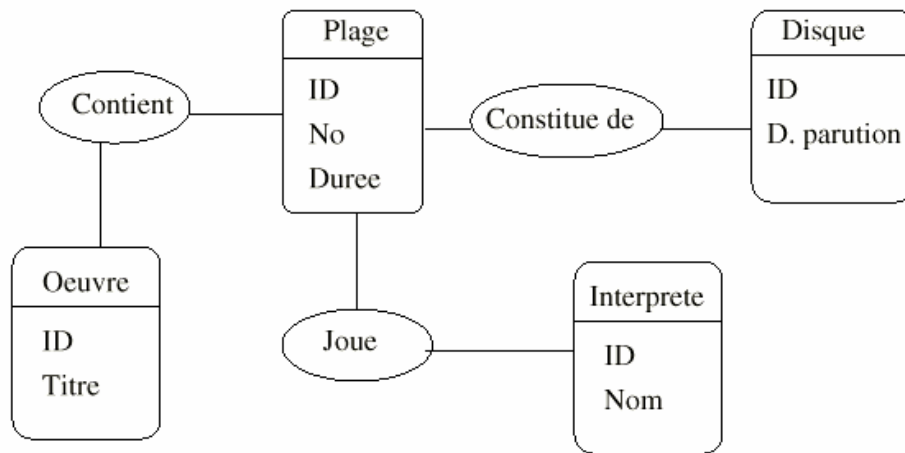 Plage
ID
No
Duree
Disque
ID
D. parution
Contient
Constitue de
Oeuvre
ID
Titre
Joue
Interprete
ID
Nom